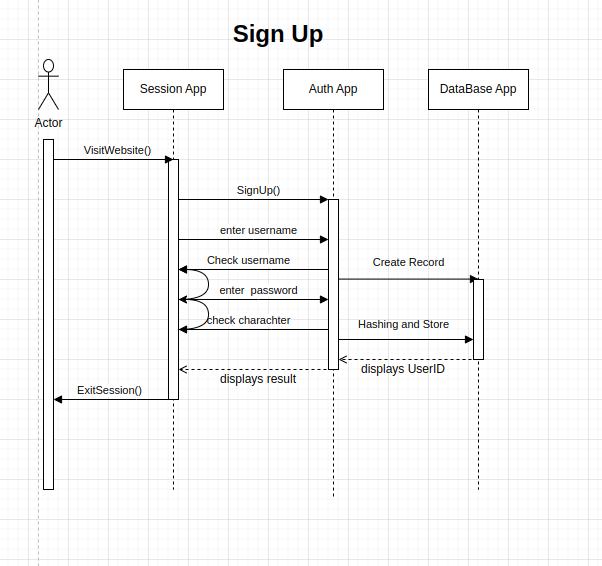 Sign Up
Session App
Auth App
DataBase App
Actor
VisitWebsite()
SignUp()
enter username
Check username
Create Record
enter  password
check charachter
Hashing and Store
displays UserID
displays result
ExitSession()